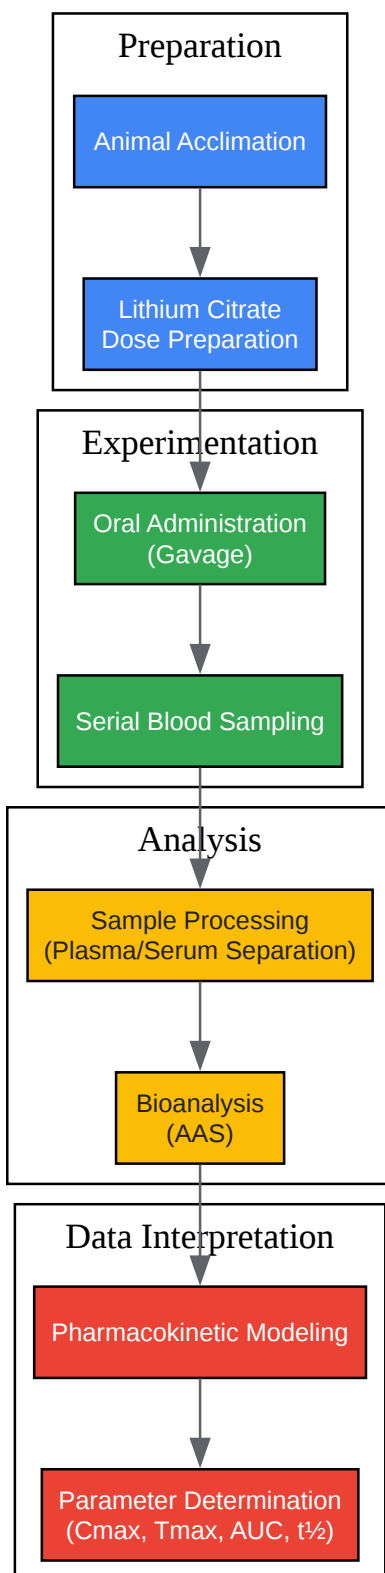 Preparation
Animal Acclimation
Lithium Citrate
Dose Preparation
Experimentation
Oral Administration
(Gavage)
Serial Blood Sampling
Analysis
Sample Processing
(Plasma/Serum Separation)
Bioanalysis
(AAS)
Data Interpretation
Pharmacokinetic Modeling
Parameter Determination
(Cmax, Tmax, AUC, t½)